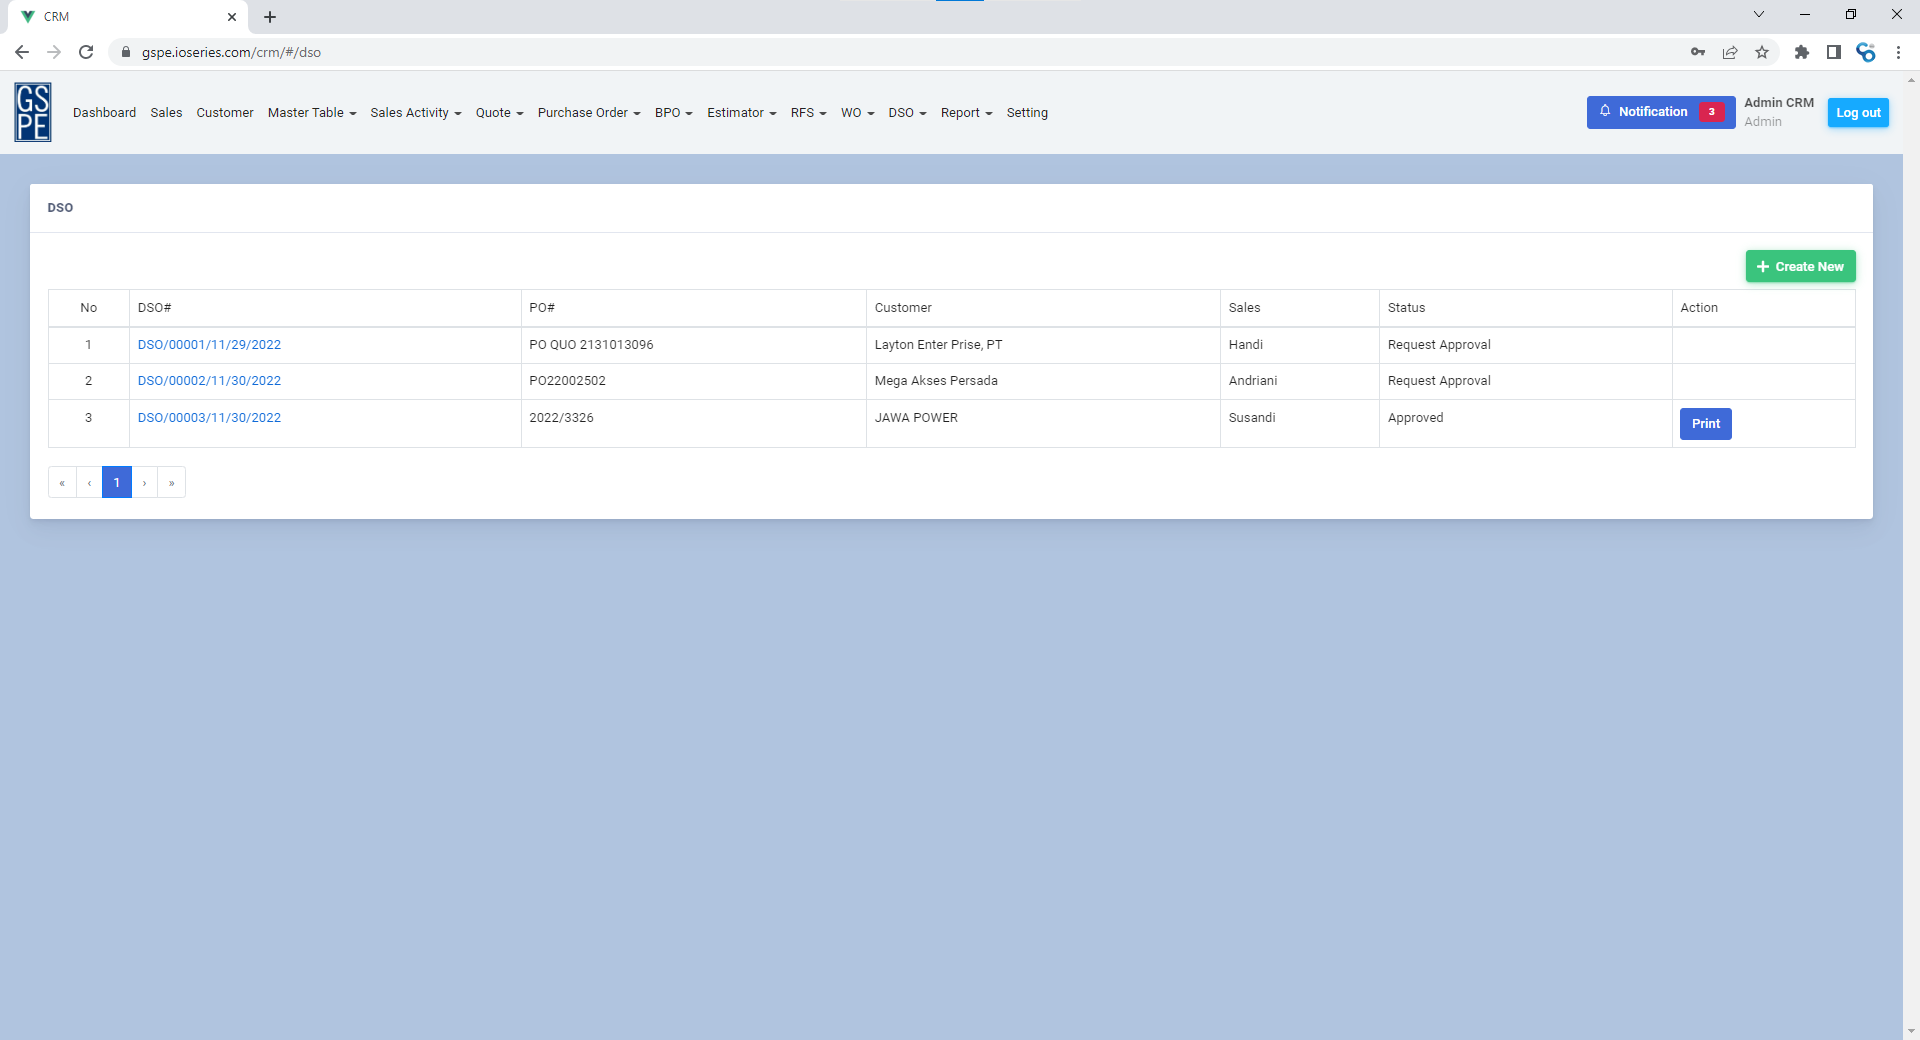 CRM
gspe.ioseries.com/crm/#/dso
GS
PE
Dashboard Sales Customer Master Table Sales Activity Quote Purchase Order BPO Estimator RFS WO DSO Report Setting
Notification 3
Admin CRM
Admin
Log out
DSO
+ Create New
No DSO# PO# Customer Sales Status Action
1 DSO/00001/11/29/2022 PO QUO 2131013096 Layton Enter Prise, PT Handi Request Approval
2 DSO/00002/11/30/2022 PO22002502 Mega Akses Persada Andriani Request Approval
3 DSO/00003/11/30/2022 2022/3326 JAWA POWER Susandi Approved Print
« ‹ 1 › »